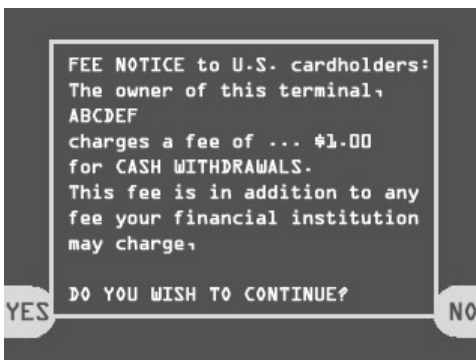 FEE NOTICE to U.S. cardholders:
The owner of this terminal,
ABCDEF
charges a fee of ... $1.00
for CASH WITHDRAWALS.
This fee is in addition to any
fee your financial institution
may charge,
DO YOU WISH TO CONTINUE?
YES
NO